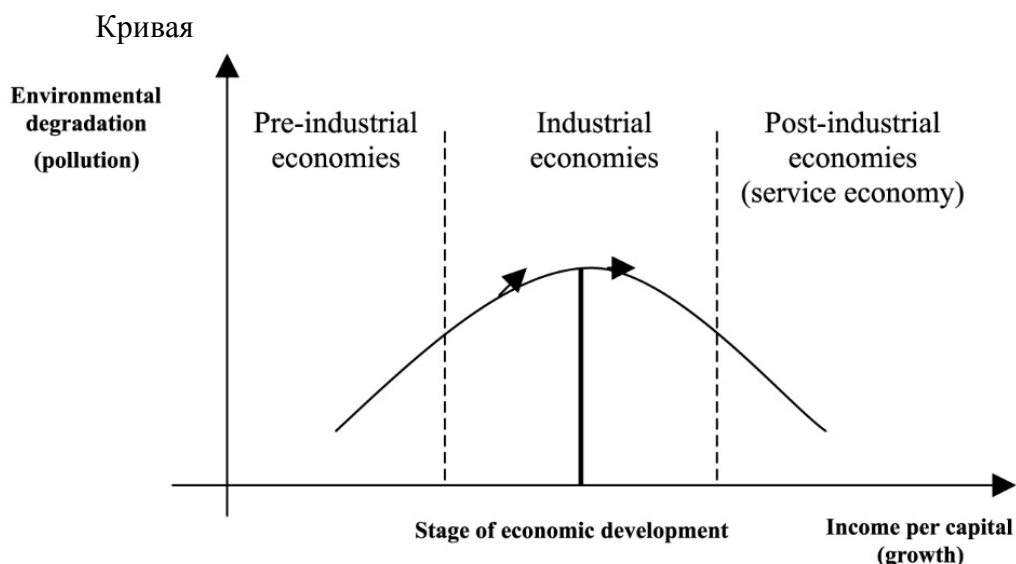 Кривая
Environmental
degradation
(pollution)
Pre-industrial
economies
Industrial
economies
Post-industrial
economies
(service economy)
Stage of economic development
Income per capital
(growth)